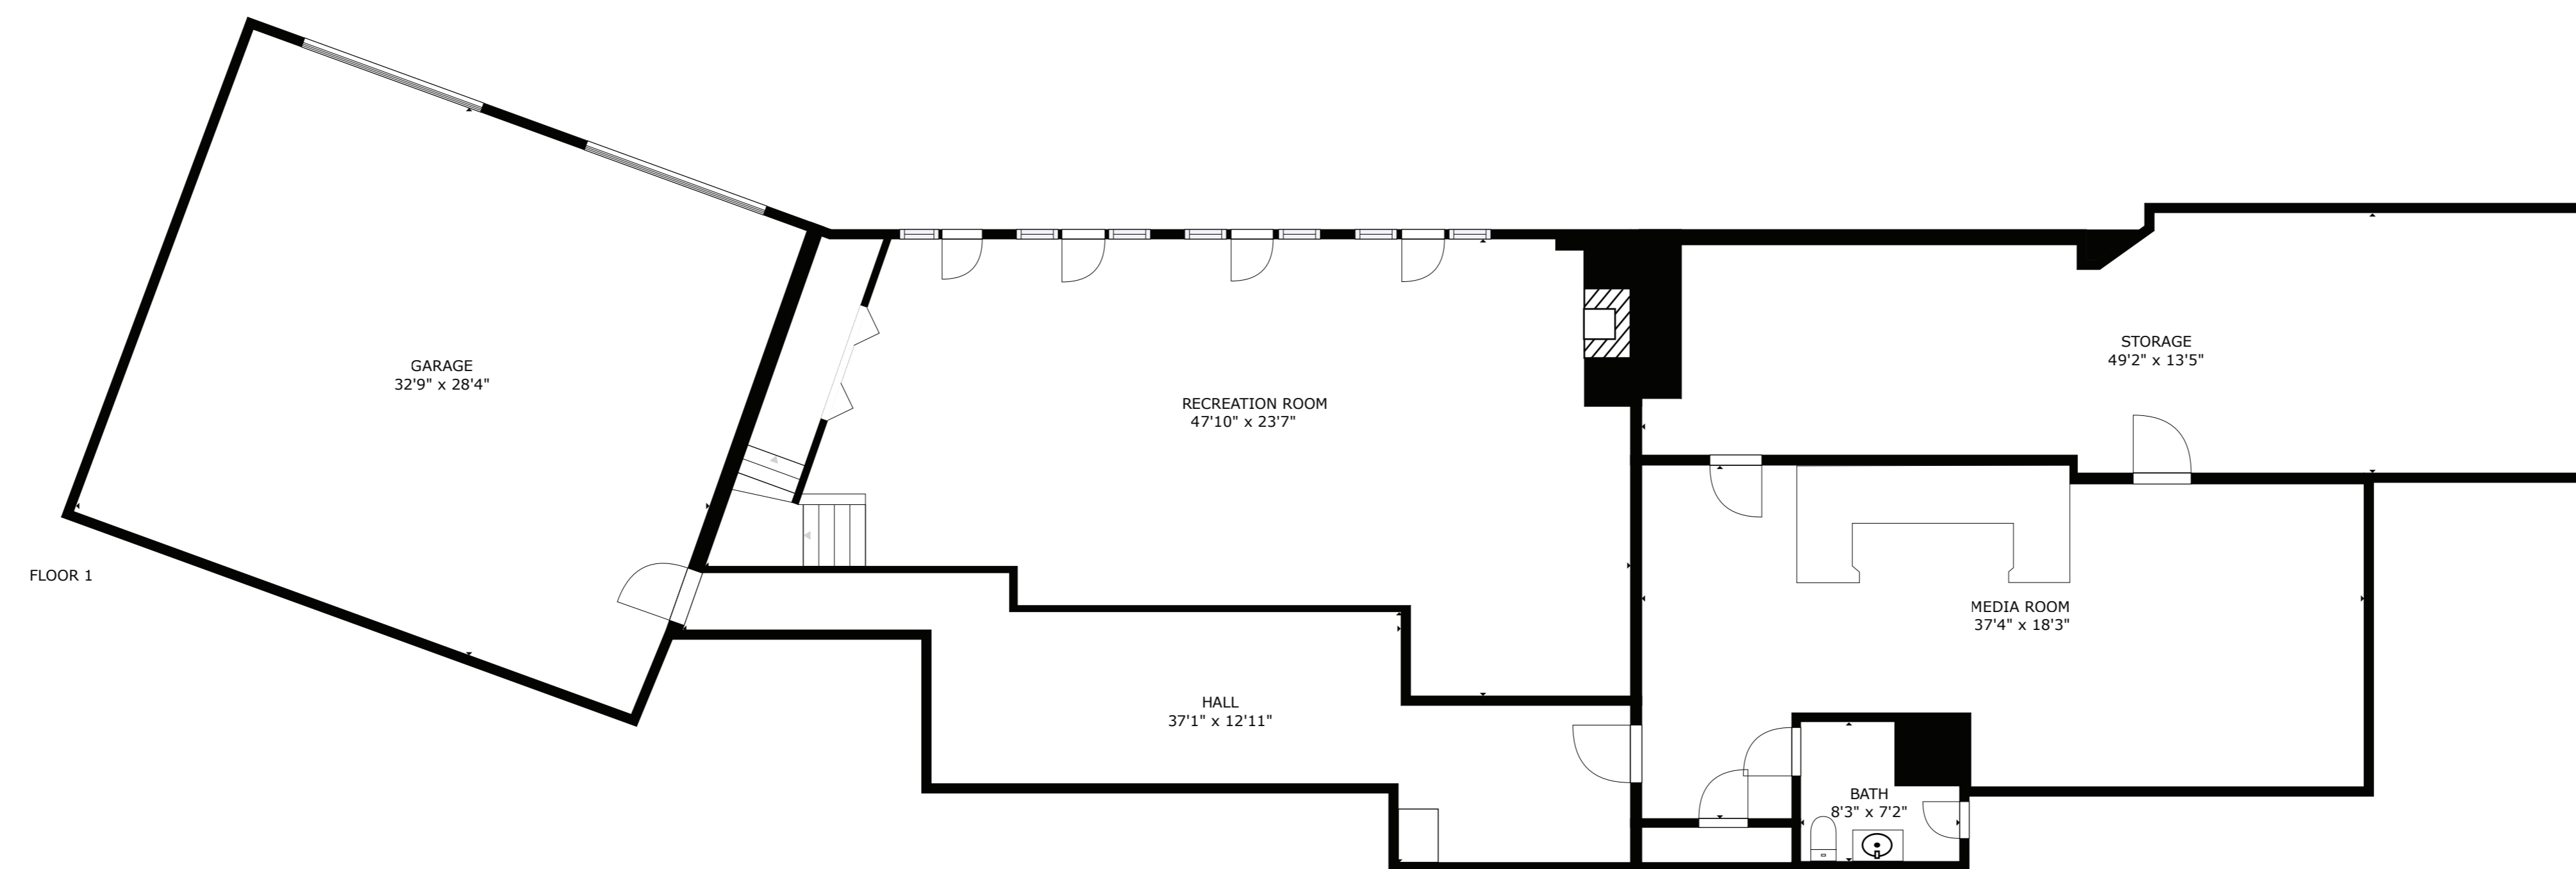 GARAGE
32'9" x 28'4"
RECREATION ROOM
47'10" x 23'7"
STORAGE
49'2" x 13'5"
FLOOR 1
MEDIA ROOM
37'4" x 18'3"
HALL
37'1" x 12'11"
BATH
8'3" x 7'2"